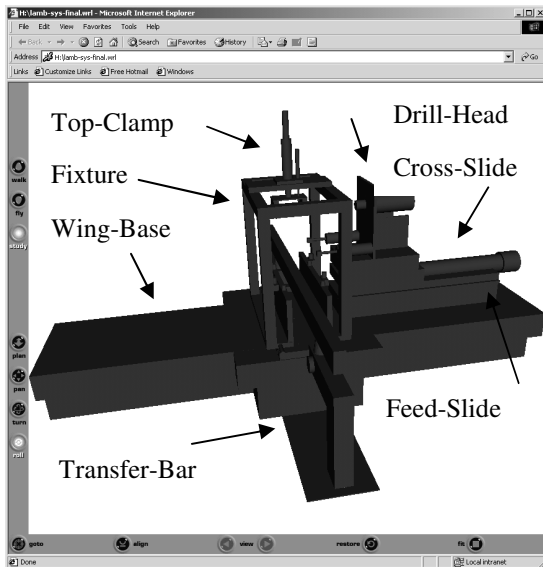 H:\lamb-sys-final.wrl - Microsoft Internet Explorer
File Edit View Favorites Tools Help
Back Search Favorites History
Address H:\lamb-sys-final.wrl Go
Links Customize Links Free Hotmail Windows
Top-Clamp
Drill-Head
Fixture
Cross-Slide
Wing-Base
walk
fly
study
plan
pan
turn
roll
Feed-Slide
Transfer-Bar
goto align view restore fit
Done Local intranet